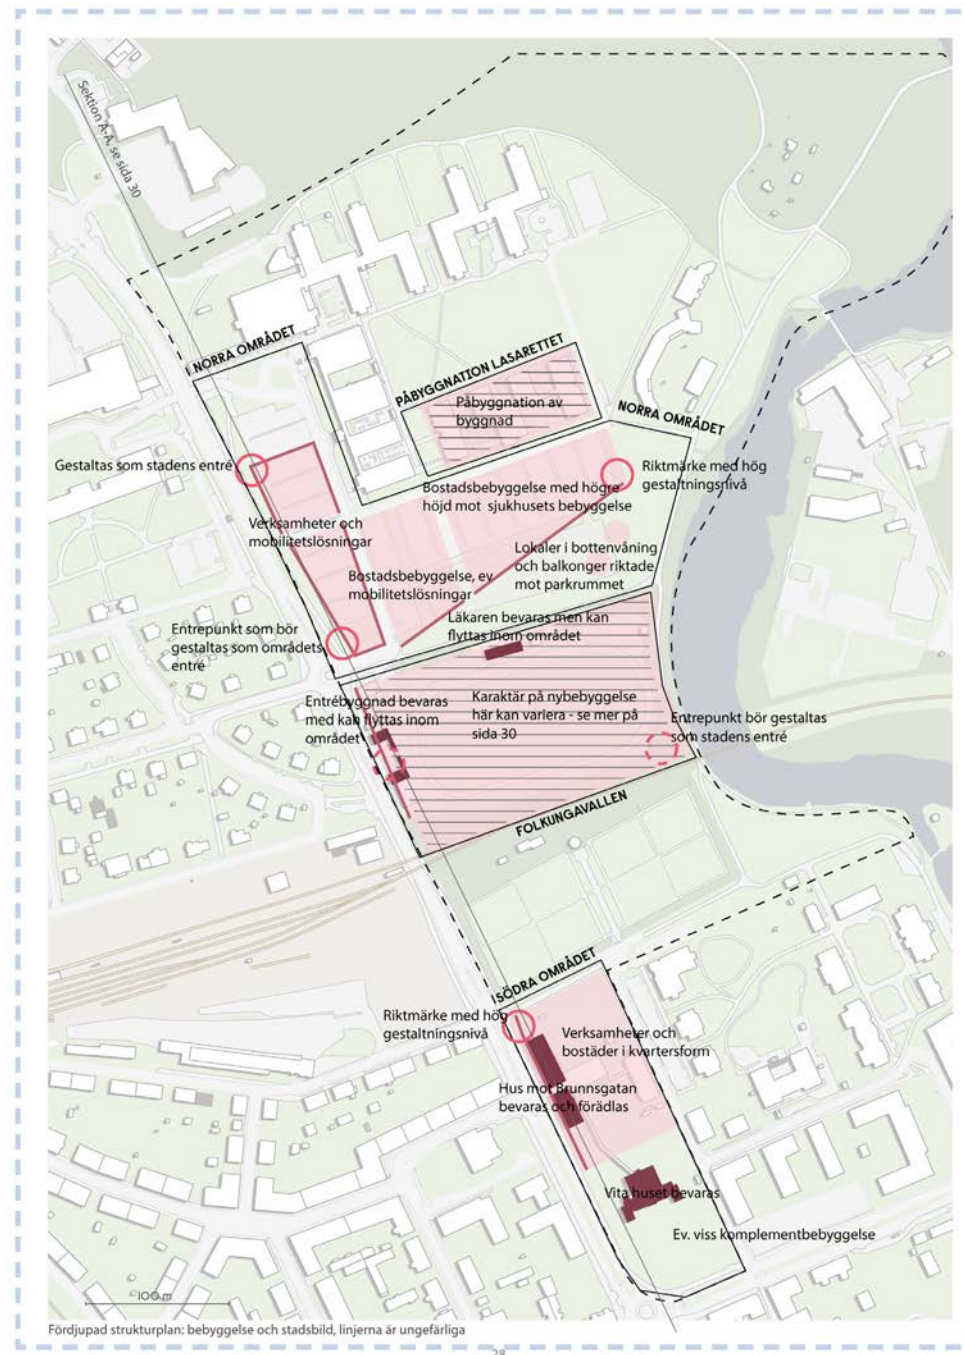 Sektion A-A, se sida 30
NORRA OMRÅDET
PÅBYGGNATION LASARETTET
Påbyggnation av
byggnad
NORRA OMRÅDET
Gestaltas som stadens entré
Riktmärke med hög
gestaltningsnivå
Bostadsbebyggelse med högre
höjd mot sjukhusets bebyggelse
Verksamheter och
mobilitetslösningar
Lokaler i bottenvåning
och balkonger riktade
mot parkrummet
Bostadsbebyggelse, ev.
mobilitetslösningar
Läkaren bevaras men kan
flyttas inom området
Entrepunkt som bör
gestaltas som områdets
entré
Entrébyggnad bevaras
med kan flyttas inom
området
Karaktär på nybebyggelse
här kan variera - se mer på
sida 30
Entrepunkt bör gestaltas
som stadens entré
FOLKUNGAVALLEN
SÖDRA OMRÅDET
Riktmärke med hög
gestaltningsnivå
Verksamheter och
bostäder i kvartersform
Hus mot Brunnsgatan
bevaras och förädlas
Vita huset bevaras
Ev. viss komplementbebyggelse
100 m
Fördjupad strukturplan: bebyggelse och stadsbild, linjerna är ungefärliga
28